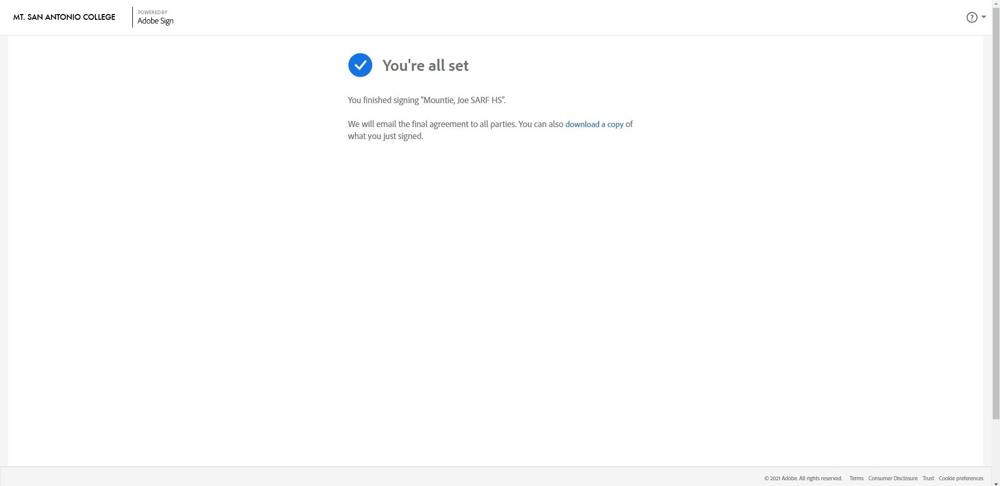 MT. SAN ANTONIO COLLEGE
POWERED BY
Adobe Sign
?
You're all set
You finished signing “Mountie, Joe SARF HS”.
We will email the final agreement to all parties. You can also download a copy of
what you just signed.
© 2021 Adobe. All rights reserved. Terms Consumer Disclosure Trust Cookie preferences